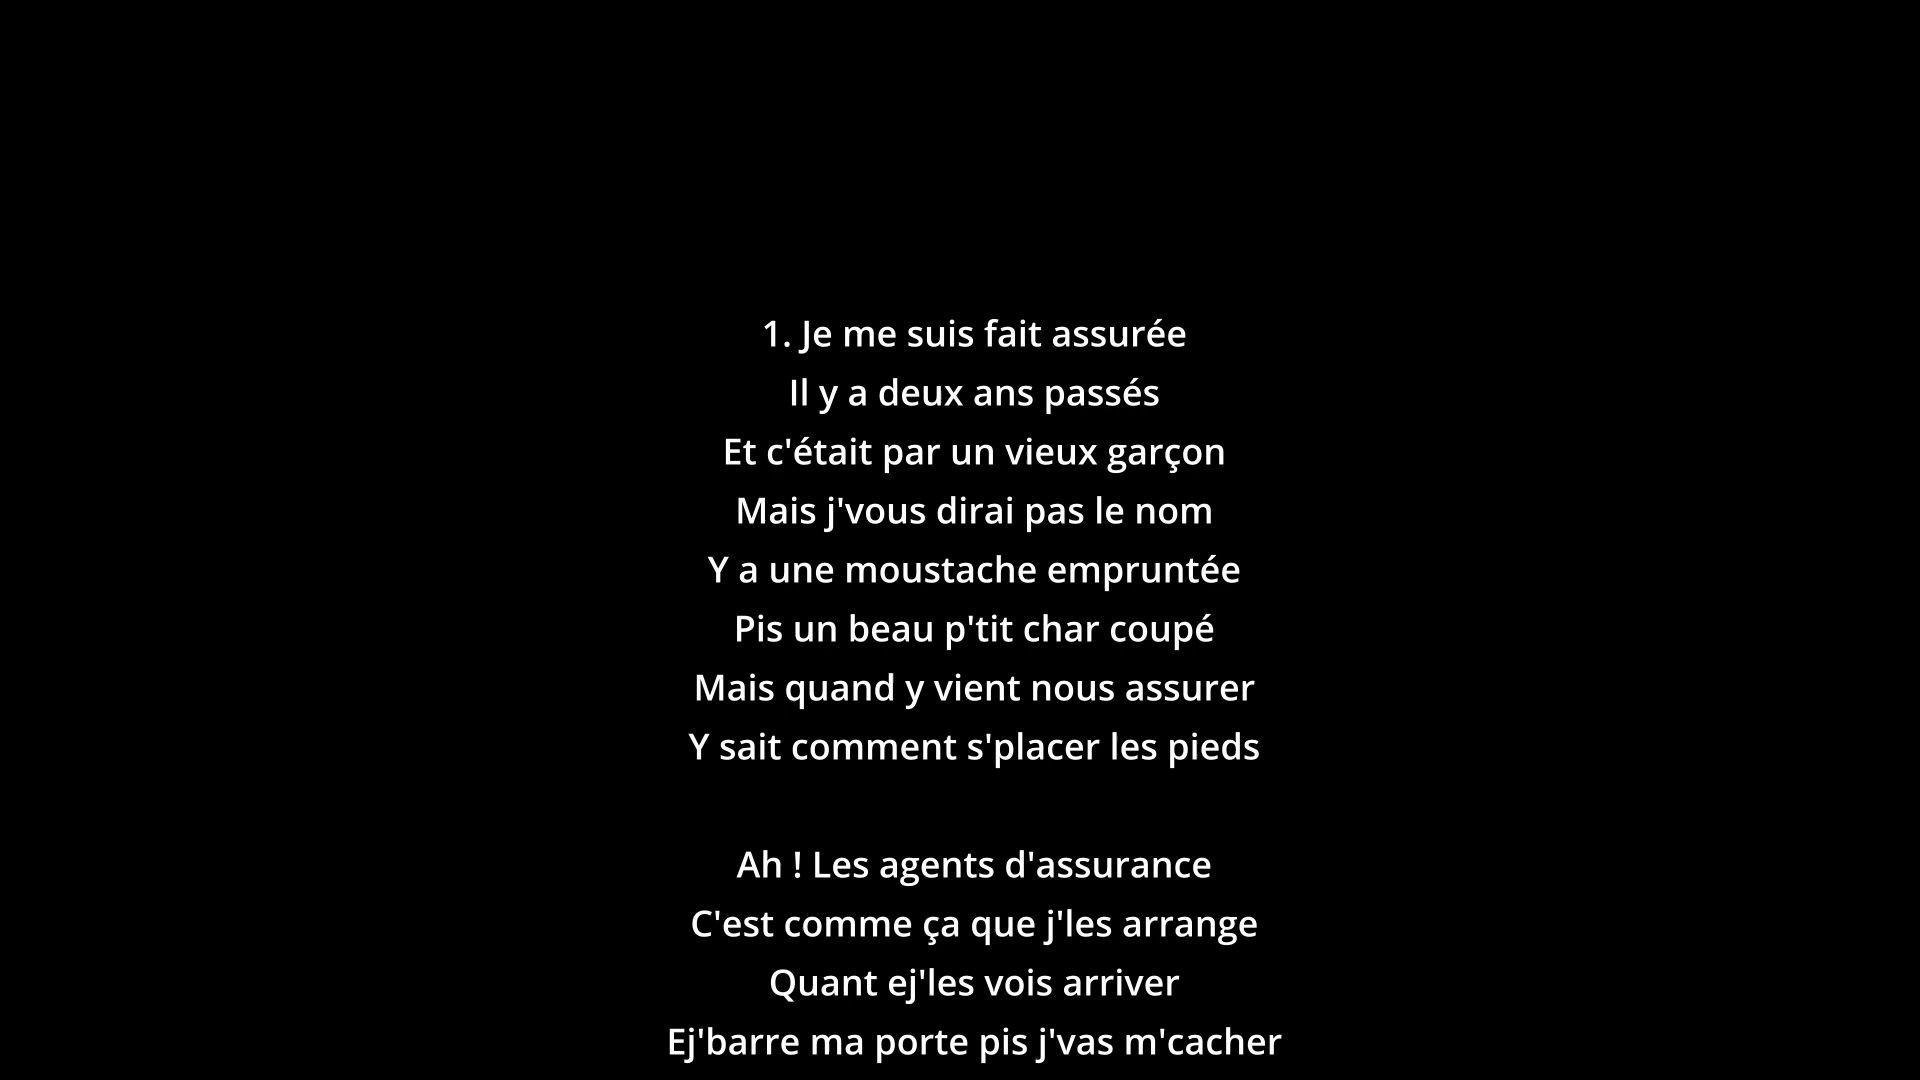 1. Je me suis fait assurée
Il y a deux ans passés
Et c'était par un vieux garçon
Mais j'vous dirai pas le nom
Y a une moustache empruntée
Pis un beau p'tit char coupé
Mais quand y vient nous assurer
Y sait comment s'placer les pieds
Ah ! Les agents d'assurance
C'est comme ça que j'les arrange
Quant ej'les vois arriver
Ej'barre ma porte pis j'vas m'cacher